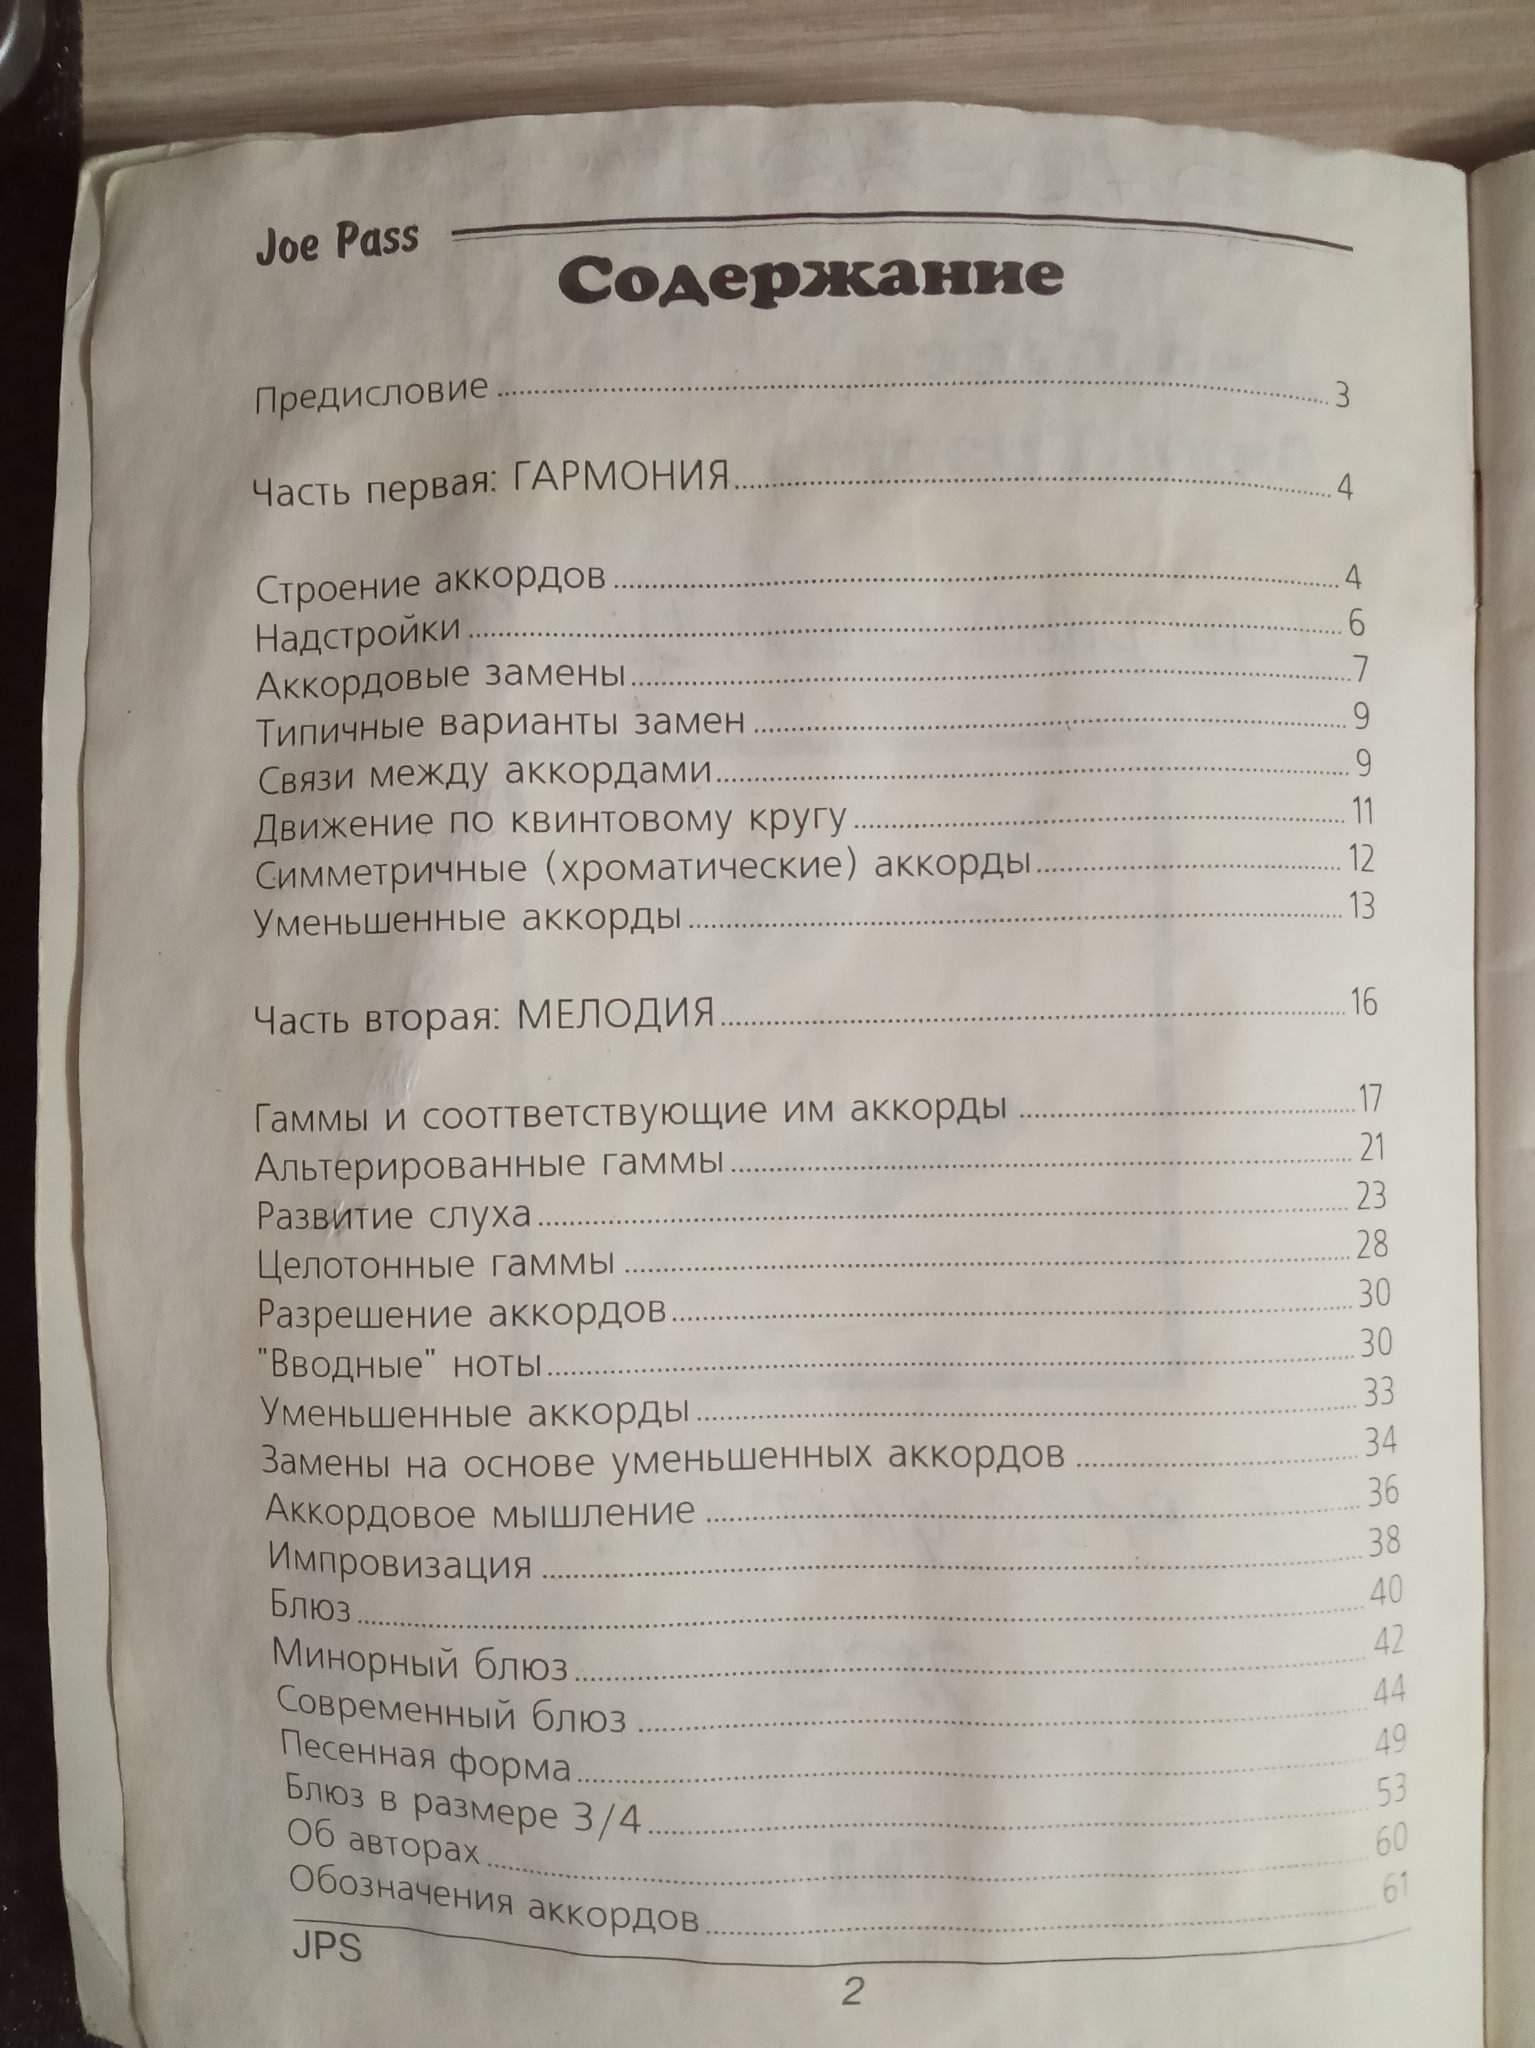 Joe Pass
Содержание
Предисловие 3
Часть первая: ГАРМОНИЯ 4
Строение аккордов 4
Надстройки 6
Аккордовые замены 7
Типичные варианты замен 9
Связи между аккордами 9
Движение по квинтовому кругу 11
Симметричные (хроматические) аккорды 12
Уменьшенные аккорды 13
Часть вторая: МЕЛОДИЯ 16
Гаммы и сооттветствующие им аккорды 17
Альтерированные гаммы 21
Развитие слуха 23
Целотонные гаммы 28
Разрешение аккордов 30
"Вводные" ноты 30
Уменьшенные аккорды 33
Замены на основе уменьшенных аккордов 34
Аккордовое мышление 36
Импровизация 38
Блюз 40
Минорный блюз 42
Современный блюз 44
Песенная форма 49
Блюз в размере 3/4 53
Об авторах 60
Обозначения аккордов 61
JPS
2